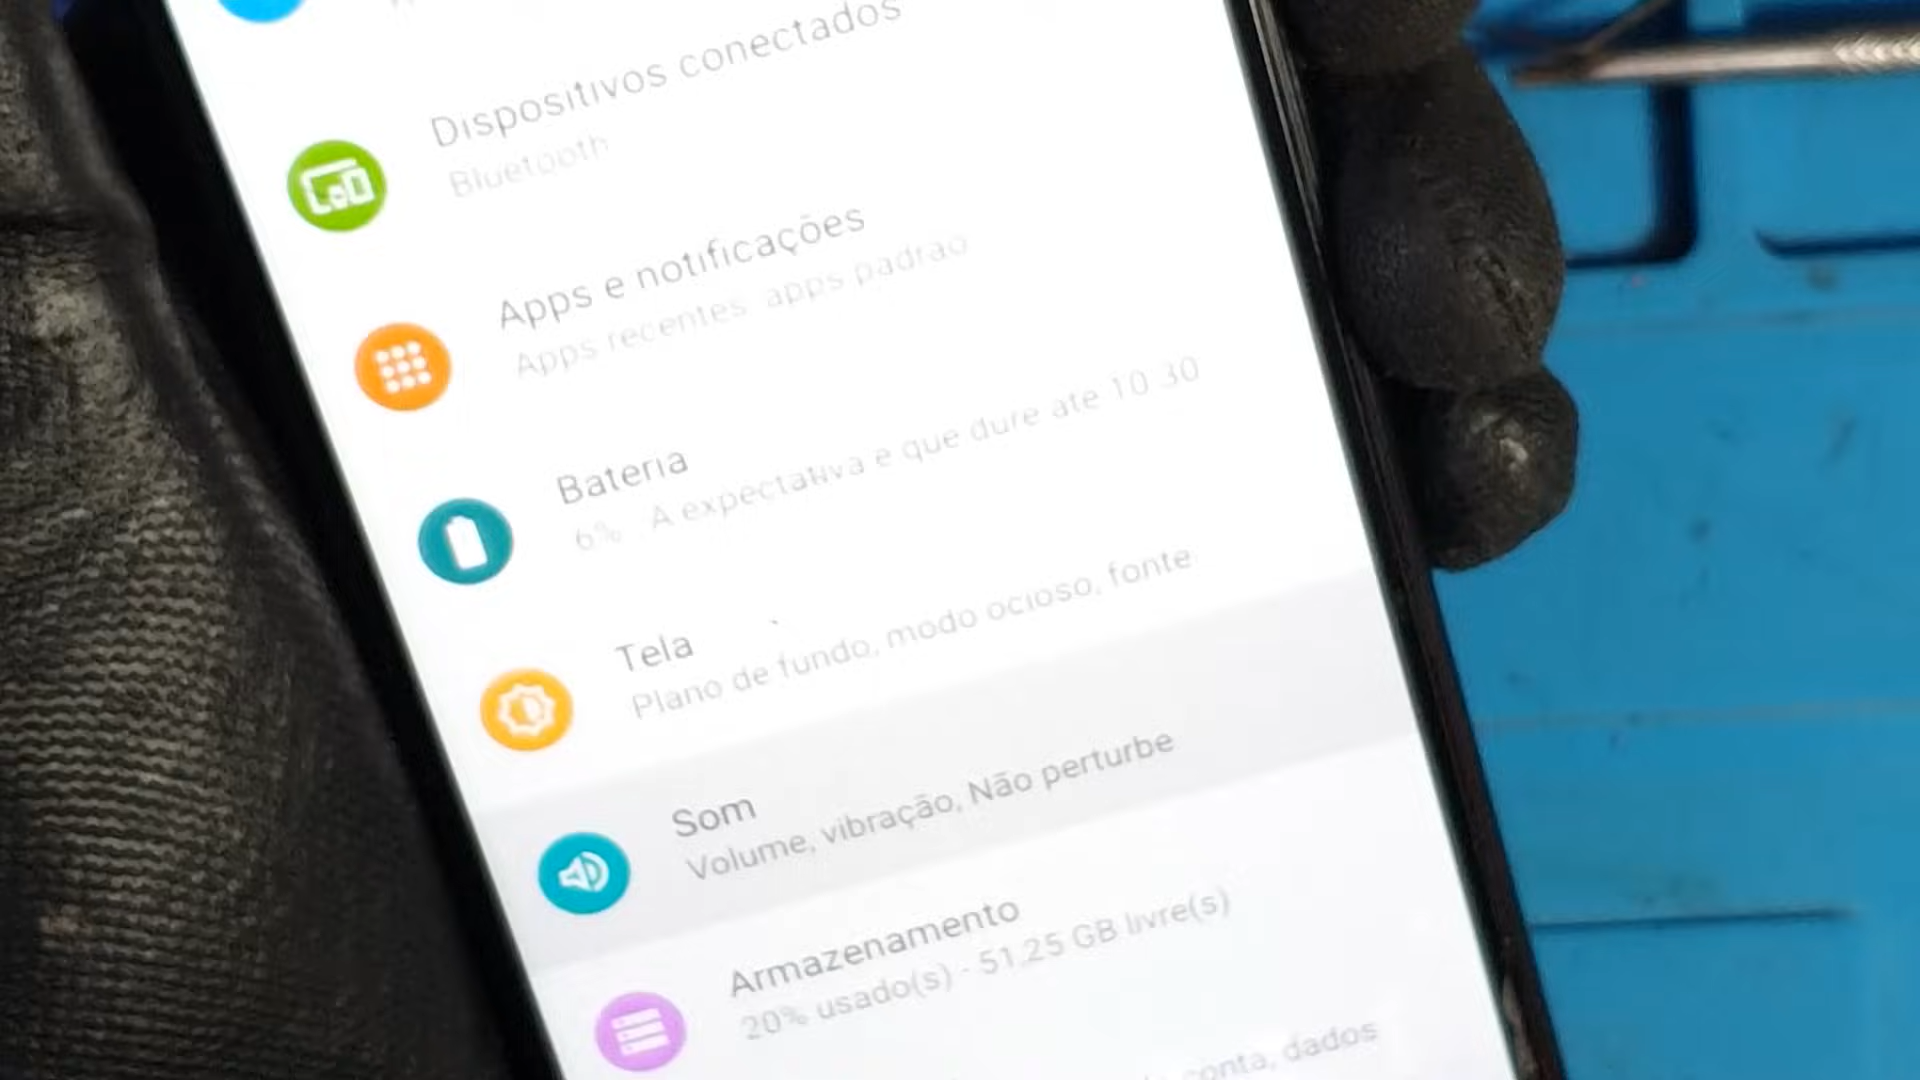 Dispositivos conectados
Bluetooth
Apps e notificações
Apps recentes, apps padrão
Bateria
6% . A expectativa é que dure até 10 30
Tela
Plano de fundo, modo ocioso, fonte
Som
Volume, vibração, Não perturbe
Armazenamento
20% usado(s) - 51,25 GB livre(s)
conta, dados